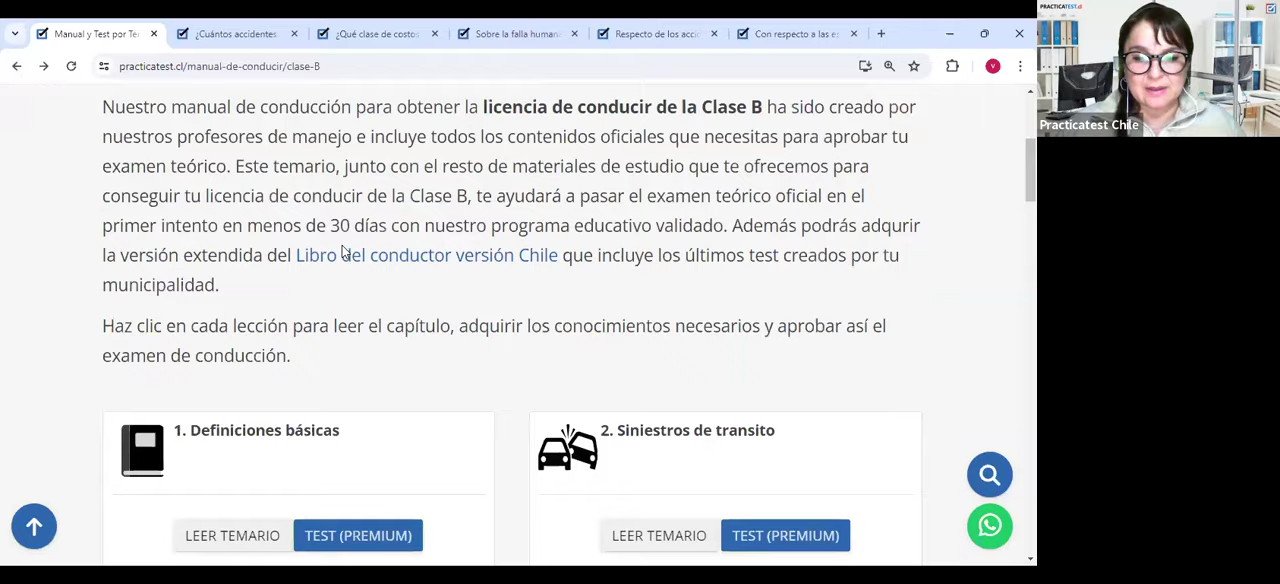 Manual y Test por Te
¿Cuántos accidentes
¿Qué clase de costos
Sobre la falla humana
Respecto de los acci
Con respecto a las es
practicatest.cl/manual-de-conducir/clase-B
V
PRACTICATEST.cl
Practicatest Chile
Nuestro manual de conducción para obtener la licencia de conducir de la Clase B ha sido creado por
nuestros profesores de manejo e incluye todos los contenidos oficiales que necesitas para aprobar tu
examen teórico. Este temario, junto con el resto de materiales de estudio que te ofrecemos para
conseguir tu licencia de conducir de la Clase B, te ayudará a pasar el examen teórico oficial en el
primer intento en menos de 30 días con nuestro programa educativo validado. Además podrás adqurir
la versión extendida del Libro del conductor versión Chile que incluye los últimos test creados por tu
municipalidad.
Haz clic en cada lección para leer el capítulo, adquirir los conocimientos necesarios y aprobar así el
examen de conducción.
1. Definiciones básicas
LEER TEMARIO
TEST (PREMIUM)
2. Siniestros de transito
LEER TEMARIO
TEST (PREMIUM)